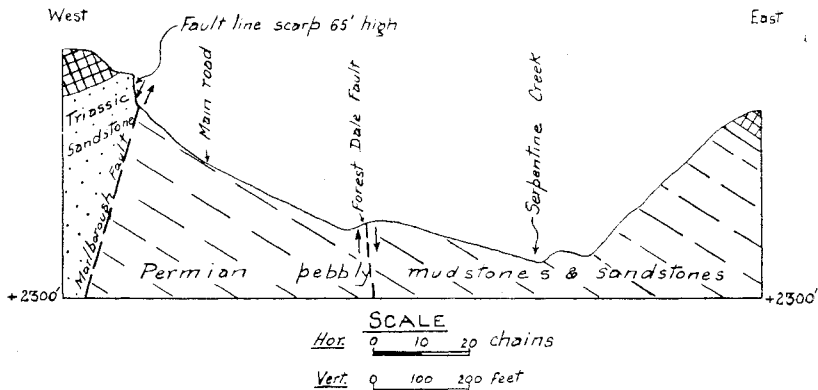 West
East
Fault line scarp 65' high
Triassic
sandstone
Marlborough Fault
Main road
Forest Dale Fault
Serpentine Creek
Permian pebbly mudstones & sandstones
+2300'
+2300'
SCALE
Hor. 0 10 20 chains
Vert. 0 100 200 feet